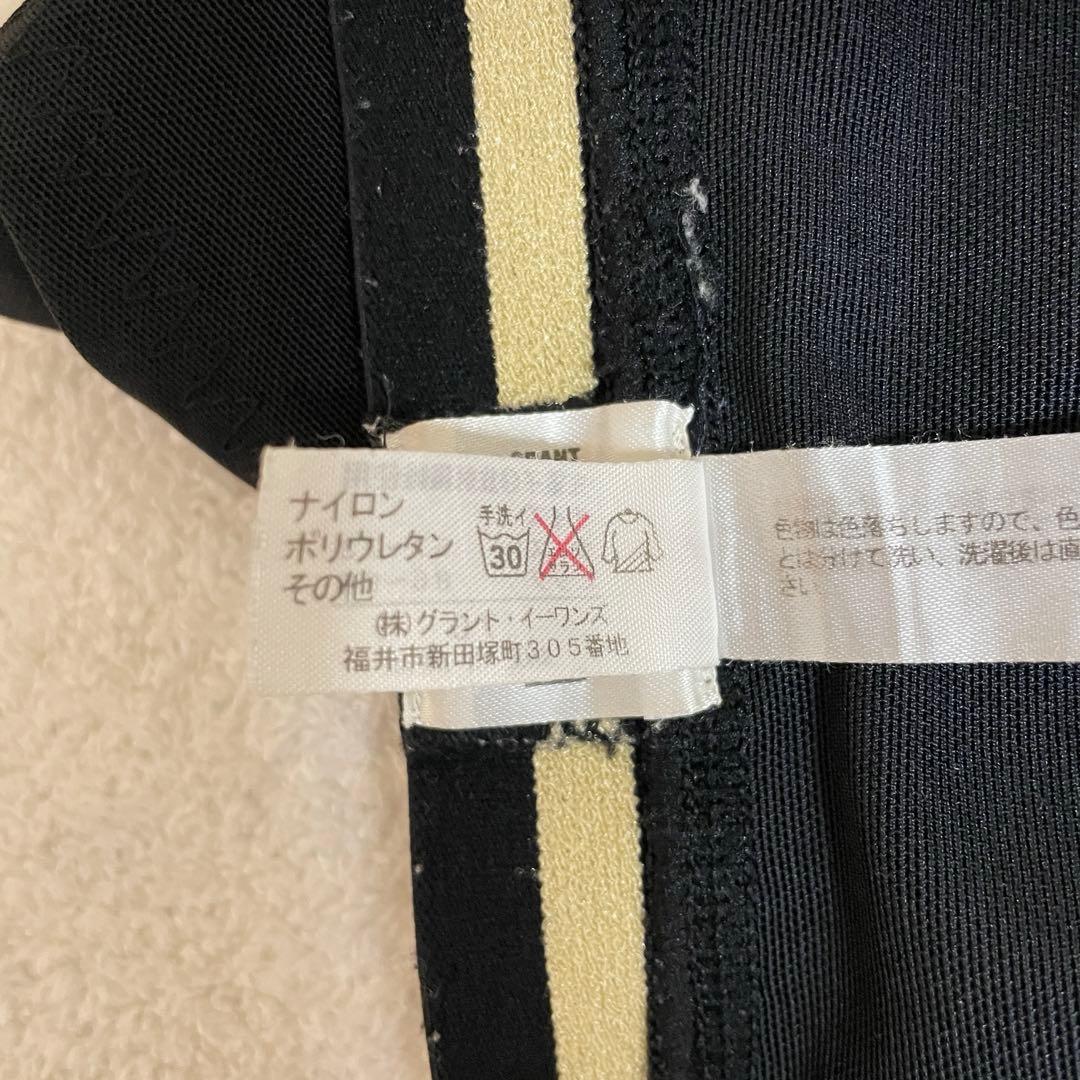 ナイロン
ポリウレタン
その他
手洗イ
30
(株)グラント・イーワンズ
福井市新田塚町305番地
色物は色落ちしますので、色
とは分けて洗い、洗濯後は直
さい